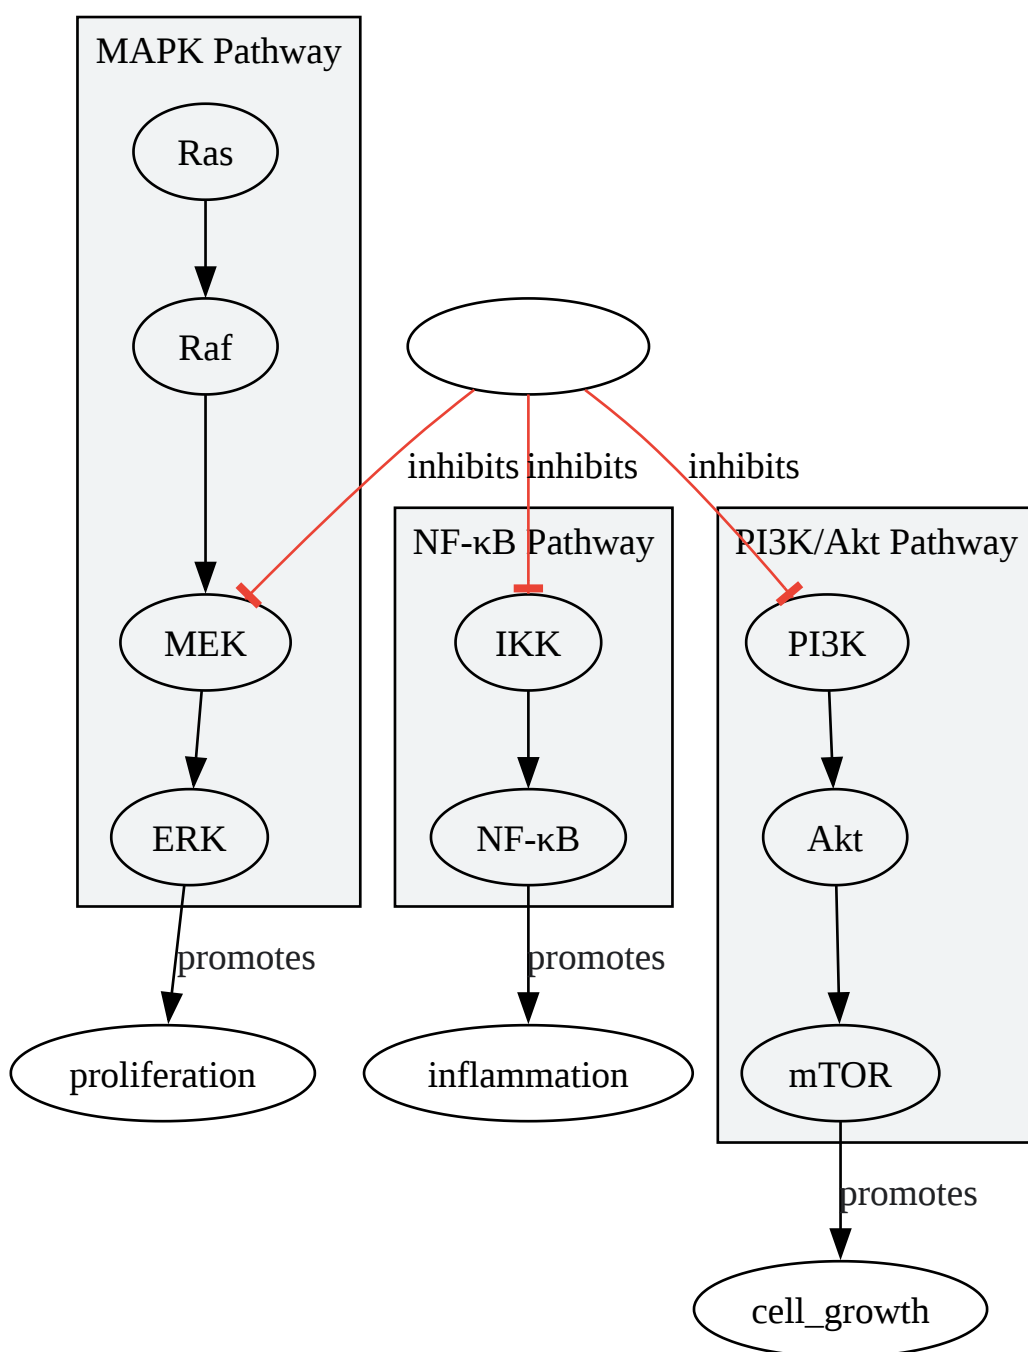 MAPK Pathway
Ras
Raf
inhibits
inhibits
inhibits
NF-κB Pathway
PI3K/Akt Pathway
MEK
IKK
PI3K
ERK
NF-κB
Akt
promotes
promotes
proliferation
inflammation
mTOR
promotes
cell_growth